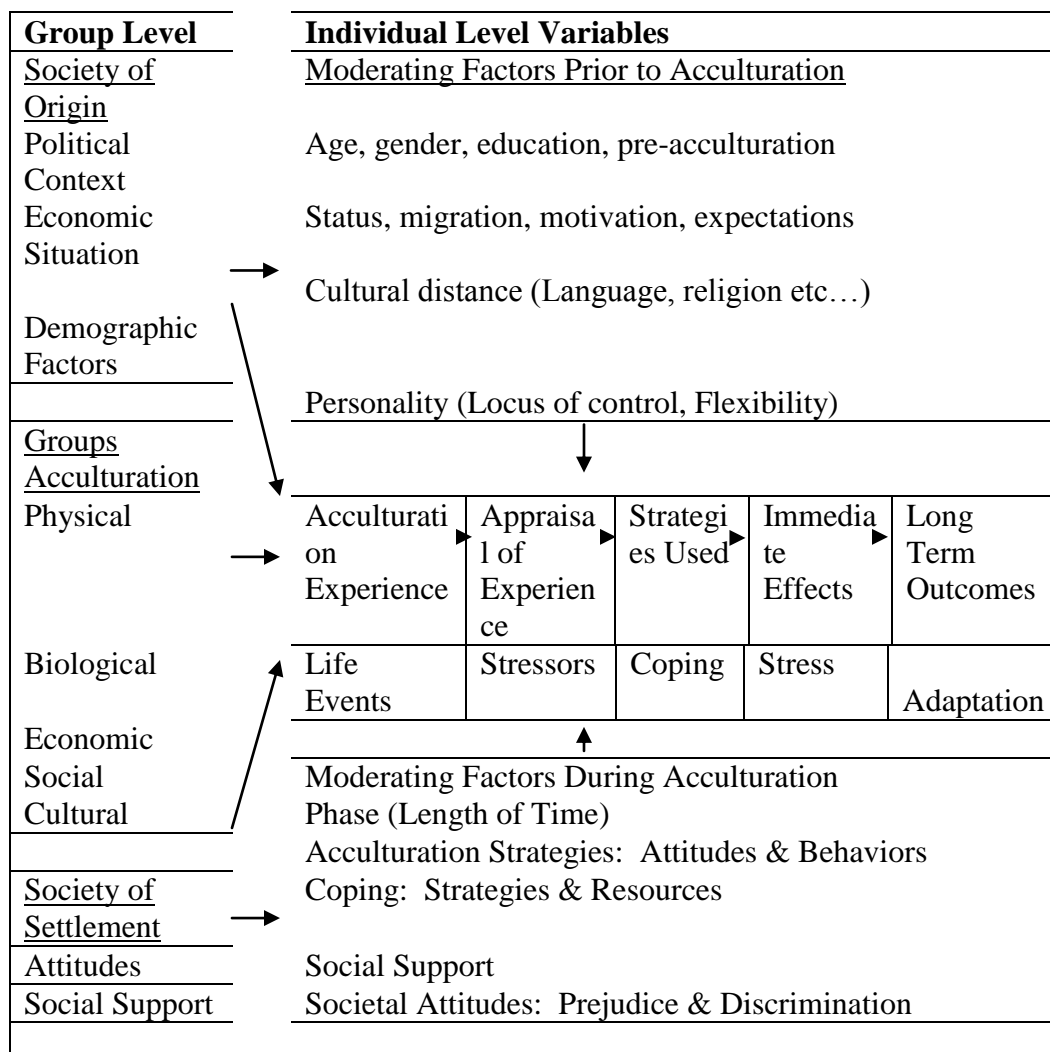 Group Level
Individual Level Variables
Society of
Origin
Moderating Factors Prior to Acculturation
Political
Context
Age, gender, education, pre-acculturation
Economic
Situation
Status, migration, motivation, expectations
Cultural distance (Language, religion etc…)
Demographic
Factors
Personality (Locus of control, Flexibility)
Groups
Acculturation
Physical
Acculturati
on
Experience
Appraisa
l of
Experien
ce
Strategi
es Used
Immedia
te
Effects
Long
Term
Outcomes
Biological
Life
Events
Stressors
Coping
Stress
Adaptation
Economic
Social
Cultural
Moderating Factors During Acculturation
Phase (Length of Time)
Acculturation Strategies:  Attitudes & Behaviors
Society of
Settlement
Coping:  Strategies & Resources
Attitudes
Social Support
Social Support
Societal Attitudes:  Prejudice & Discrimination